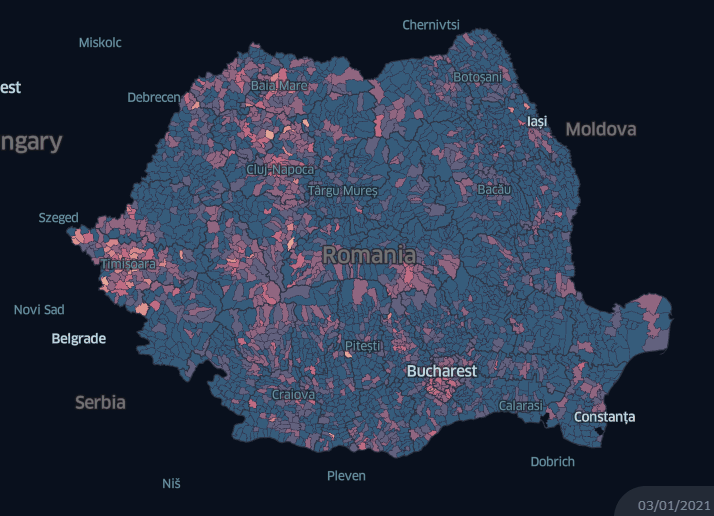 Chernivtsi
Miskolc
Botoșani
est
Baia Mare
Debrecen
Iași
Moldova
ngary
Cluj-Napoca
Târgu Mureș
Bacău
Szeged
Romania
Timișoara
Novi Sad
Belgrade
Pitești
Bucharest
Serbia
Craiova
Calarasi
Constanța
Dobrich
Pleven
Niš
03/01/2021